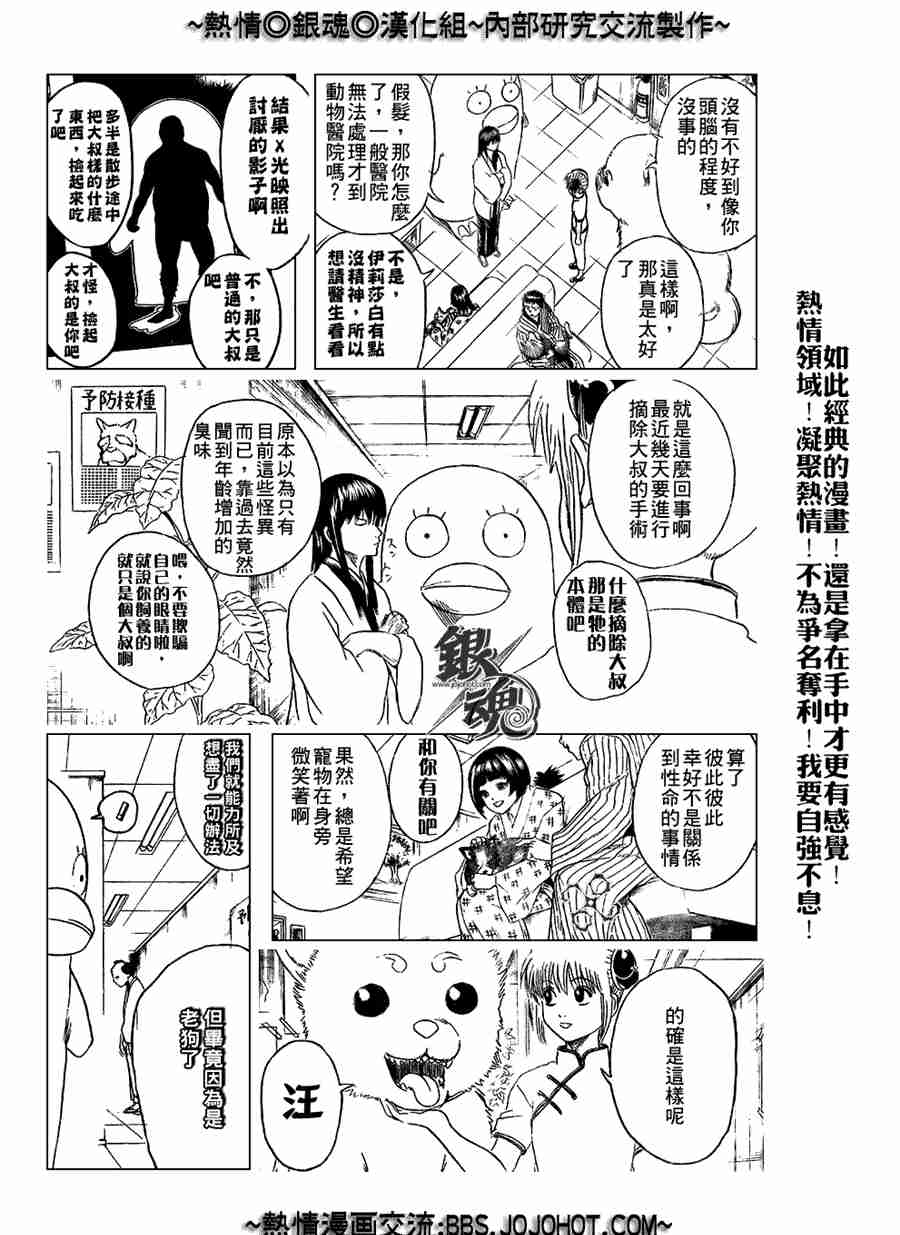 ~熱情◎銀魂◎漢化組~內部研究交流製作~
沒有不好到像你
頭腦的程度，
沒事的
這樣啊，
那真是太好
了
假髮，那你怎麼
了，一般醫院
無法處理才到
動物醫院嗎？
不是，
伊莉莎白有點
沒精神，所以
想請醫生看看
結果x光映照出
討厭的影子啊
不，那只是
普通的大叔
吧
多半是散步途中
把大叔樣的什麼
東西，撿起來吃
了吧
才怪，撿起
大叔的是你吧
就是這麼回事啊
最近幾天要進行
摘除大叔的手術
什麼摘除大叔
那是牠的
本體吧
原本以為只有
目前這些怪異
而已，靠過去竟然
聞到年齡增加的
臭味
喂，不要欺騙
自己的眼睛啦，
就說你飼養的
就只是個大叔啊
予防接種
銀魂
www.jojohot.com
算了
彼此彼此
幸好不是關係
到性命的事情
和你有關吧
果然，總是希望
寵物在身旁
微笑著啊
我們就能力所及
想盡了一切辦法
！
但畢竟因為是
老狗了
的確是這樣呢
汪
如此經典的漫畫！還是拿在手中才更有感覺！
熱情領域！凝聚熱情！不為爭名奪利！我要自強不息！
~熱情漫画交流:BBS.JOJOHOT.COM~